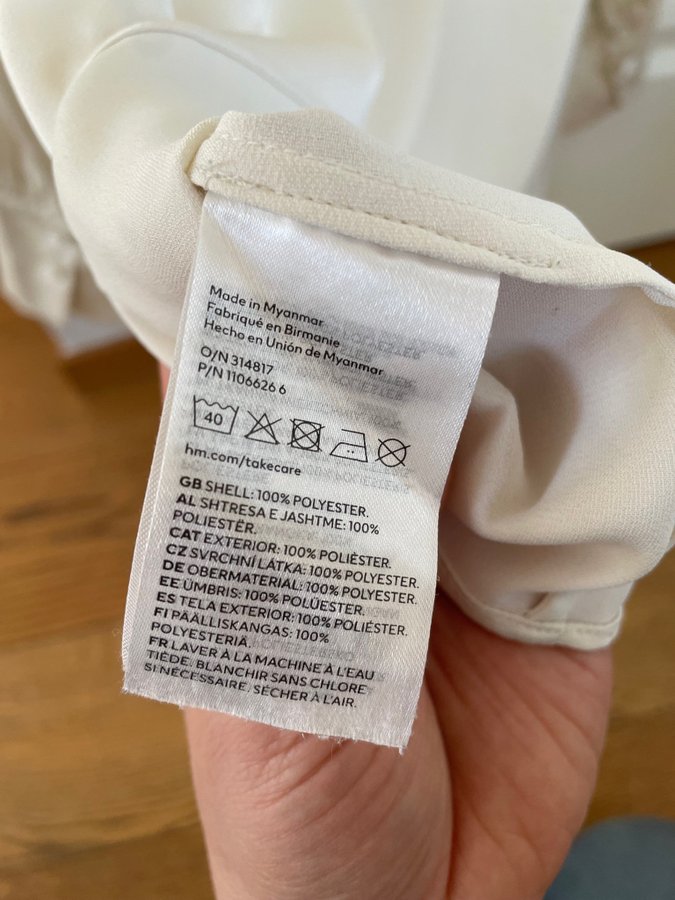 Made in Myanmar
Fabriqué en Birmanie
Hecho en Unión de Myanmar
O/N 314817
P/N 1106626 6
40
hm.com/takecare
GB SHELL: 100% POLYESTER.
AL SHTRESA E JASHTME: 100%
POLIESTËR.
CAT EXTERIOR: 100% POLIÈSTER.
CZ SVRCHNÍ LÁTKA: 100% POLYESTER.
DE OBERMATERIAL: 100% POLYESTER.
EE ÜMBRIS: 100% POLÜESTER.
ES TELA EXTERIOR: 100% POLIÉSTER.
FI PÄÄLLISKANGAS: 100%
POLYESTERIÄ.
FR LAVER À LA MACHINE À L'EAU
TIÈDE. BLANCHIR SANS CHLORE
SI NÉCESSAIRE. SÉCHER À L'AIR.